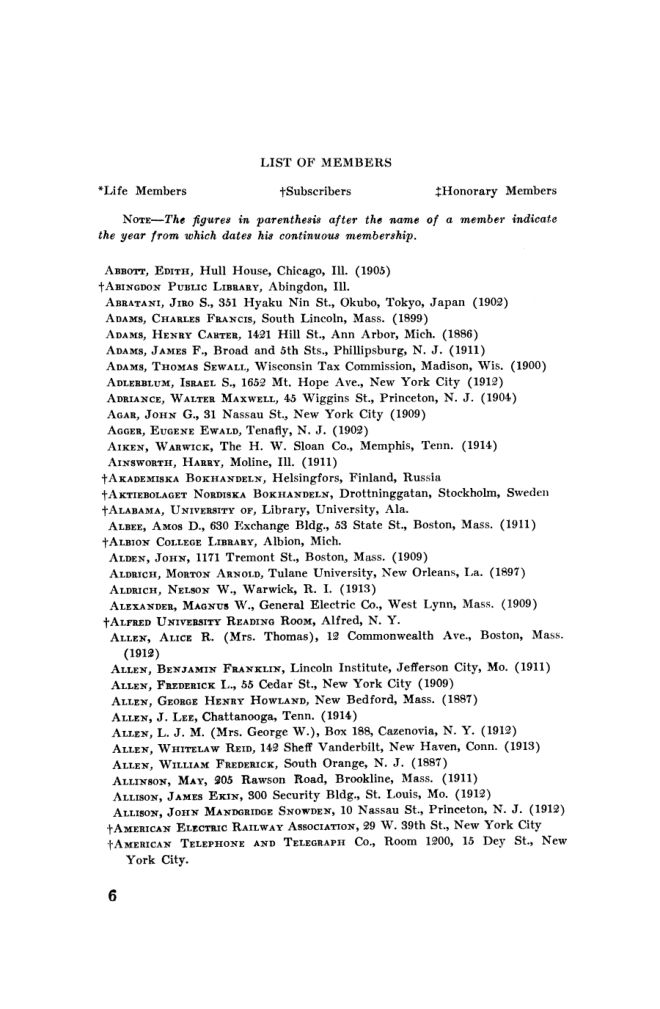 LIST OF MEMBERS
*Life Members †Subscribers ‡Honorary Members
NOTE—The figures in parenthesis after the name of a member indicate
the year from which dates his continuous membership.
ABBOTT, EDITH, Hull House, Chicago, Ill. (1905)
†ABINGDON PUBLIC LIBRARY, Abingdon, Ill.
ABRATANI, JIRO S., 351 Hyaku Nin St., Okubo, Tokyo, Japan (1902)
ADAMS, CHARLES FRANCIS, South Lincoln, Mass. (1899)
ADAMS, HENRY CARTER, 1421 Hill St., Ann Arbor, Mich. (1886)
ADAMS, JAMES F., Broad and 5th Sts., Phillipsburg, N. J. (1911)
ADAMS, THOMAS SEWALL, Wisconsin Tax Commission, Madison, Wis. (1900)
ADLERBLUM, ISRAEL S., 1652 Mt. Hope Ave., New York City (1912)
ADRIANCE, WALTER MAXWELL, 45 Wiggins St., Princeton, N. J. (1904)
AGAR, JOHN G., 31 Nassau St., New York City (1909)
AGGER, EUGENE EWALD, Tenafly, N. J. (1902)
AIKEN, WARWICK, The H. W. Sloan Co., Memphis, Tenn. (1914)
AINSWORTH, HARRY, Moline, Ill. (1911)
†AKADEMISKA BOKHANDELN, Helsingfors, Finland, Russia
†AKTIEBOLAGET NORDISKA BOKHANDELN, Drottninggatan, Stockholm, Sweden
†ALABAMA, UNIVERSITY OF, Library, University, Ala.
ALBEE, AMOS D., 630 Exchange Bldg., 53 State St., Boston, Mass. (1911)
†ALBION COLLEGE LIBRARY, Albion, Mich.
ALDEN, JOHN, 1171 Tremont St., Boston, Mass. (1909)
ALDRICH, MORTON ARNOLD, Tulane University, New Orleans, La. (1897)
ALDRICH, NELSON W., Warwick, R. I. (1913)
ALEXANDER, MAGNUS W., General Electric Co., West Lynn, Mass. (1909)
†ALFRED UNIVERSITY READING ROOM, Alfred, N. Y.
ALLEN, ALICE R. (Mrs. Thomas), 12 Commonwealth Ave., Boston, Mass.
(1912)
ALLEN, BENJAMIN FRANKLIN, Lincoln Institute, Jefferson City, Mo. (1911)
ALLEN, FREDERICK L., 55 Cedar St., New York City (1909)
ALLEN, GEORGE HENRY HOWLAND, New Bedford, Mass. (1887)
ALLEN, J. LEE, Chattanooga, Tenn. (1914)
ALLEN, L. J. M. (Mrs. George W.), Box 188, Cazenovia, N. Y. (1912)
ALLEN, WHITELAW REID, 142 Sheff Vanderbilt, New Haven, Conn. (1913)
ALLEN, WILLIAM FREDERICK, South Orange, N. J. (1887)
ALLINSON, MAY, 205 Rawson Road, Brookline, Mass. (1911)
ALLISON, JAMES EKIN, 300 Security Bldg., St. Louis, Mo. (1912)
ALLISON, JOHN MANDGRIDGE SNOWDEN, 10 Nassau St., Princeton, N. J. (1912)
†AMERICAN ELECTRIC RAILWAY ASSOCIATION, 29 W. 39th St., New York City
†AMERICAN TELEPHONE AND TELEGRAPH CO., Room 1200, 15 Dey St., New
York City.
6